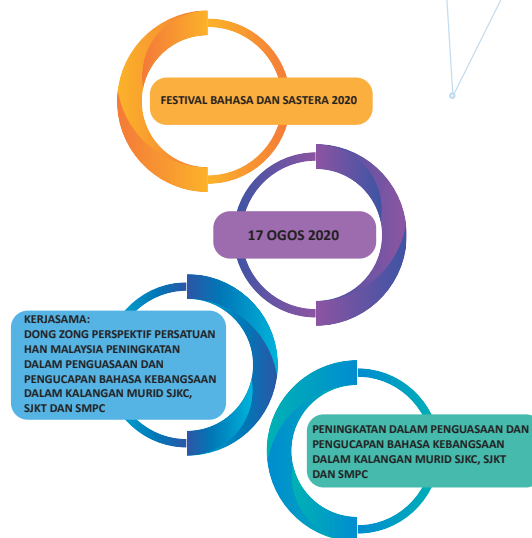 FESTIVAL BAHASA DAN SASTERA 2020
17 OGOS 2020
KERJASAMA:
DONG ZONG PERSPEKTIF PERSATUAN
HAN MALAYSIA PENINGKATAN
DALAM PENGUASAAN DAN
PENGUCAPAN BAHASA KEBANGSAAN
DALAM KALANGAN MURID SJKC,
SJKT DAN SMPC
PENINGKATAN DALAM PENGUASAAN DAN
PENGUCAPAN BAHASA KEBANGSAAN
DALAM KALANGAN MURID SJKC, SJKT
DAN SMPC